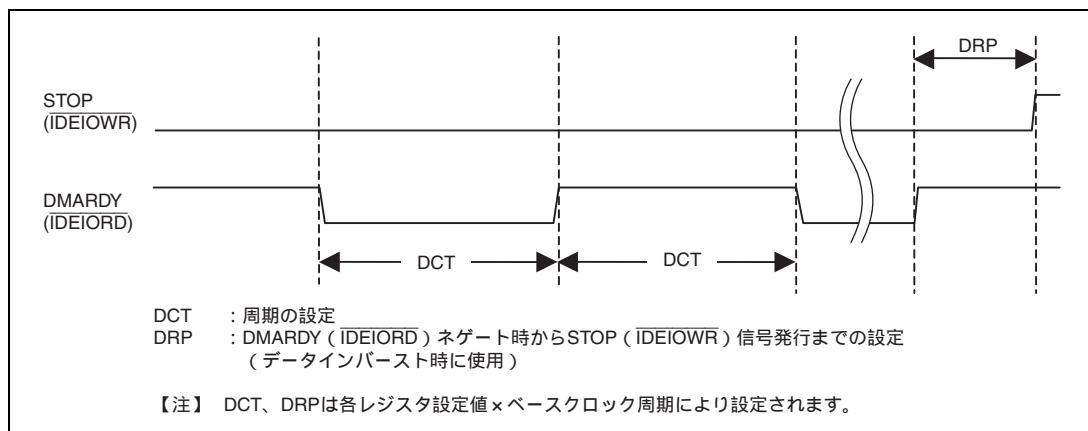 DRP
STOP
(IDEIOWR)
DMARDY
(IDEIORD)
DCT
DCT
DCT :周期の設定
DRP :DMARDY(IDEIORD)ネゲート時からSTOP(IDEIOWR)信号発行までの設定
(データインバースト時に使用)
【注】 DCT、DRPは各レジスタ設定値×ベースクロック周期により設定されます。